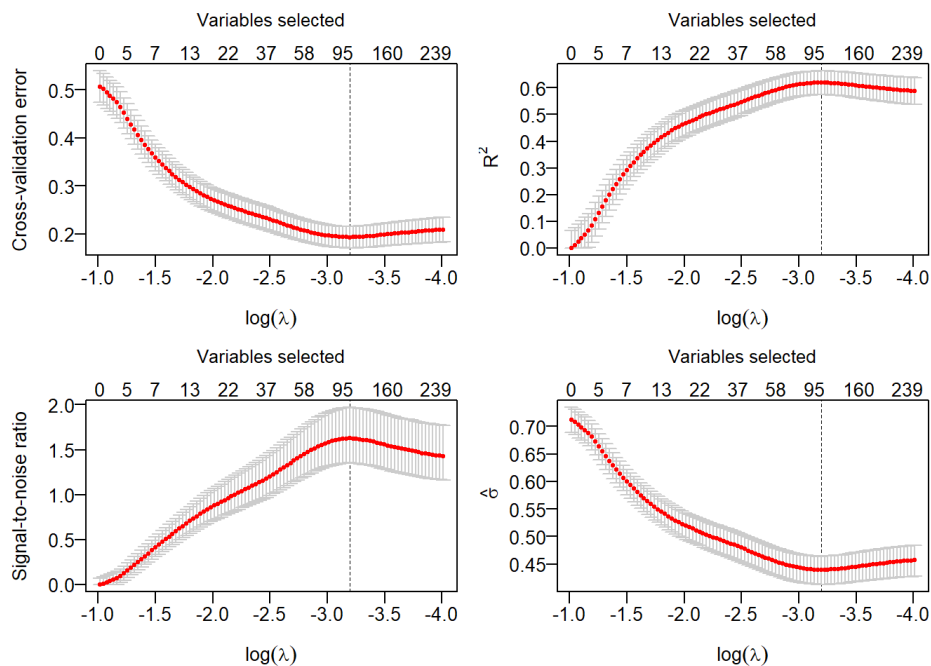 Variables selected
0 5 7 13 22 37 58 95 160 239
Cross-validation error
0.5
0.4
0.3
0.2
-1.0 -1.5 -2.0 -2.5 -3.0 -3.5 -4.0
log(λ)
Variables selected
0 5 7 13 22 37 58 95 160 239
R²
0.6
0.5
0.4
0.3
0.2
0.1
0.0
-1.0 -1.5 -2.0 -2.5 -3.0 -3.5 -4.0
log(λ)
Variables selected
0 5 7 13 22 37 58 95 160 239
Signal-to-noise ratio
2.0
1.5
1.0
0.5
0.0
-1.0 -1.5 -2.0 -2.5 -3.0 -3.5 -4.0
log(λ)
Variables selected
0 5 7 13 22 37 58 95 160 239
σ̂
0.70
0.65
0.60
0.55
0.50
0.45
-1.0 -1.5 -2.0 -2.5 -3.0 -3.5 -4.0
log(λ)